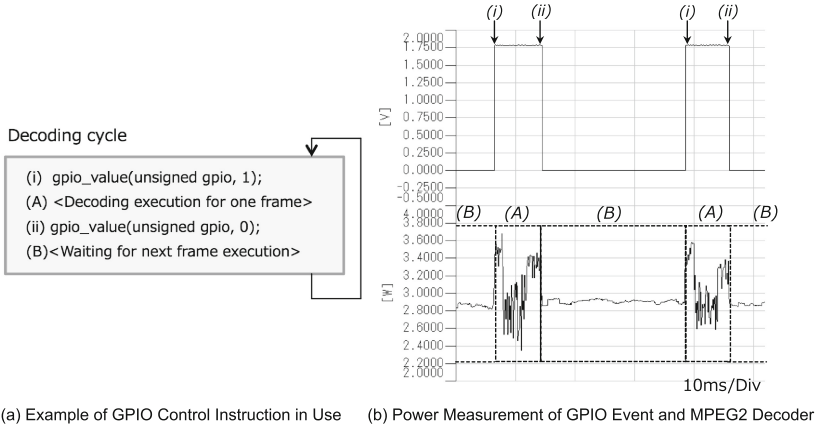 Decoding cycle
(i) gpio_value(unsigned gpio, 1);
(A) <Decoding execution for one frame>
(ii) gpio_value(unsigned gpio, 0);
(B)<Waiting for next frame execution>
(a) Example of GPIO Control Instruction in Use
(i) (ii) (i) (ii)
2.0000
1.7500
1.5000
1.2500
1.0000
[V]
0.7500
0.5000
0.2500
0.0000
-0.2500
-0.5000
(B) (A) (B) (A) (B)
4.0000
3.8000
3.6000
3.4000
3.2000
[W]
3.0000
2.8000
2.6000
2.4000
2.2000
2.0000
10ms/Div
(b) Power Measurement of GPIO Event and MPEG2 Decoder